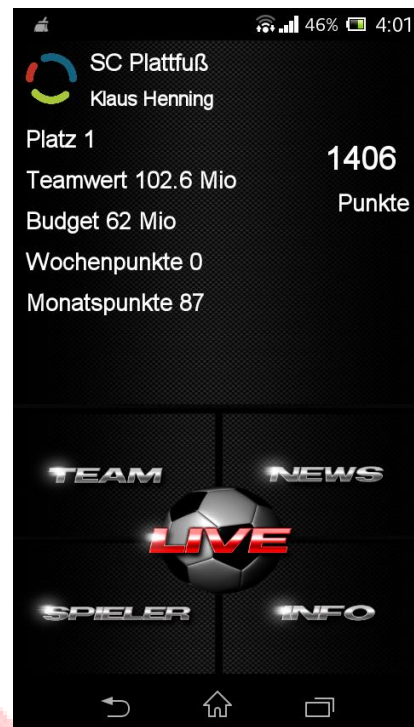 46% 4:01
SC Plattfuß
Klaus Henning
Platz 1
1406
Teamwert 102.6 Mio
Punkte
Budget 62 Mio
Wochenpunkte 0
Monatspunkte 87
TEAM
NEWS
LIVE
SPIELER
INFO